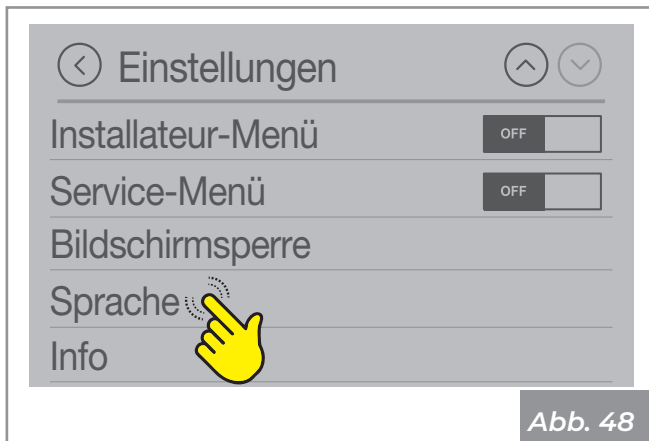 Einstellungen
Installateur-Menü OFF
Service-Menü OFF
Bildschirmsperre
Sprache
Info
Abb. 48